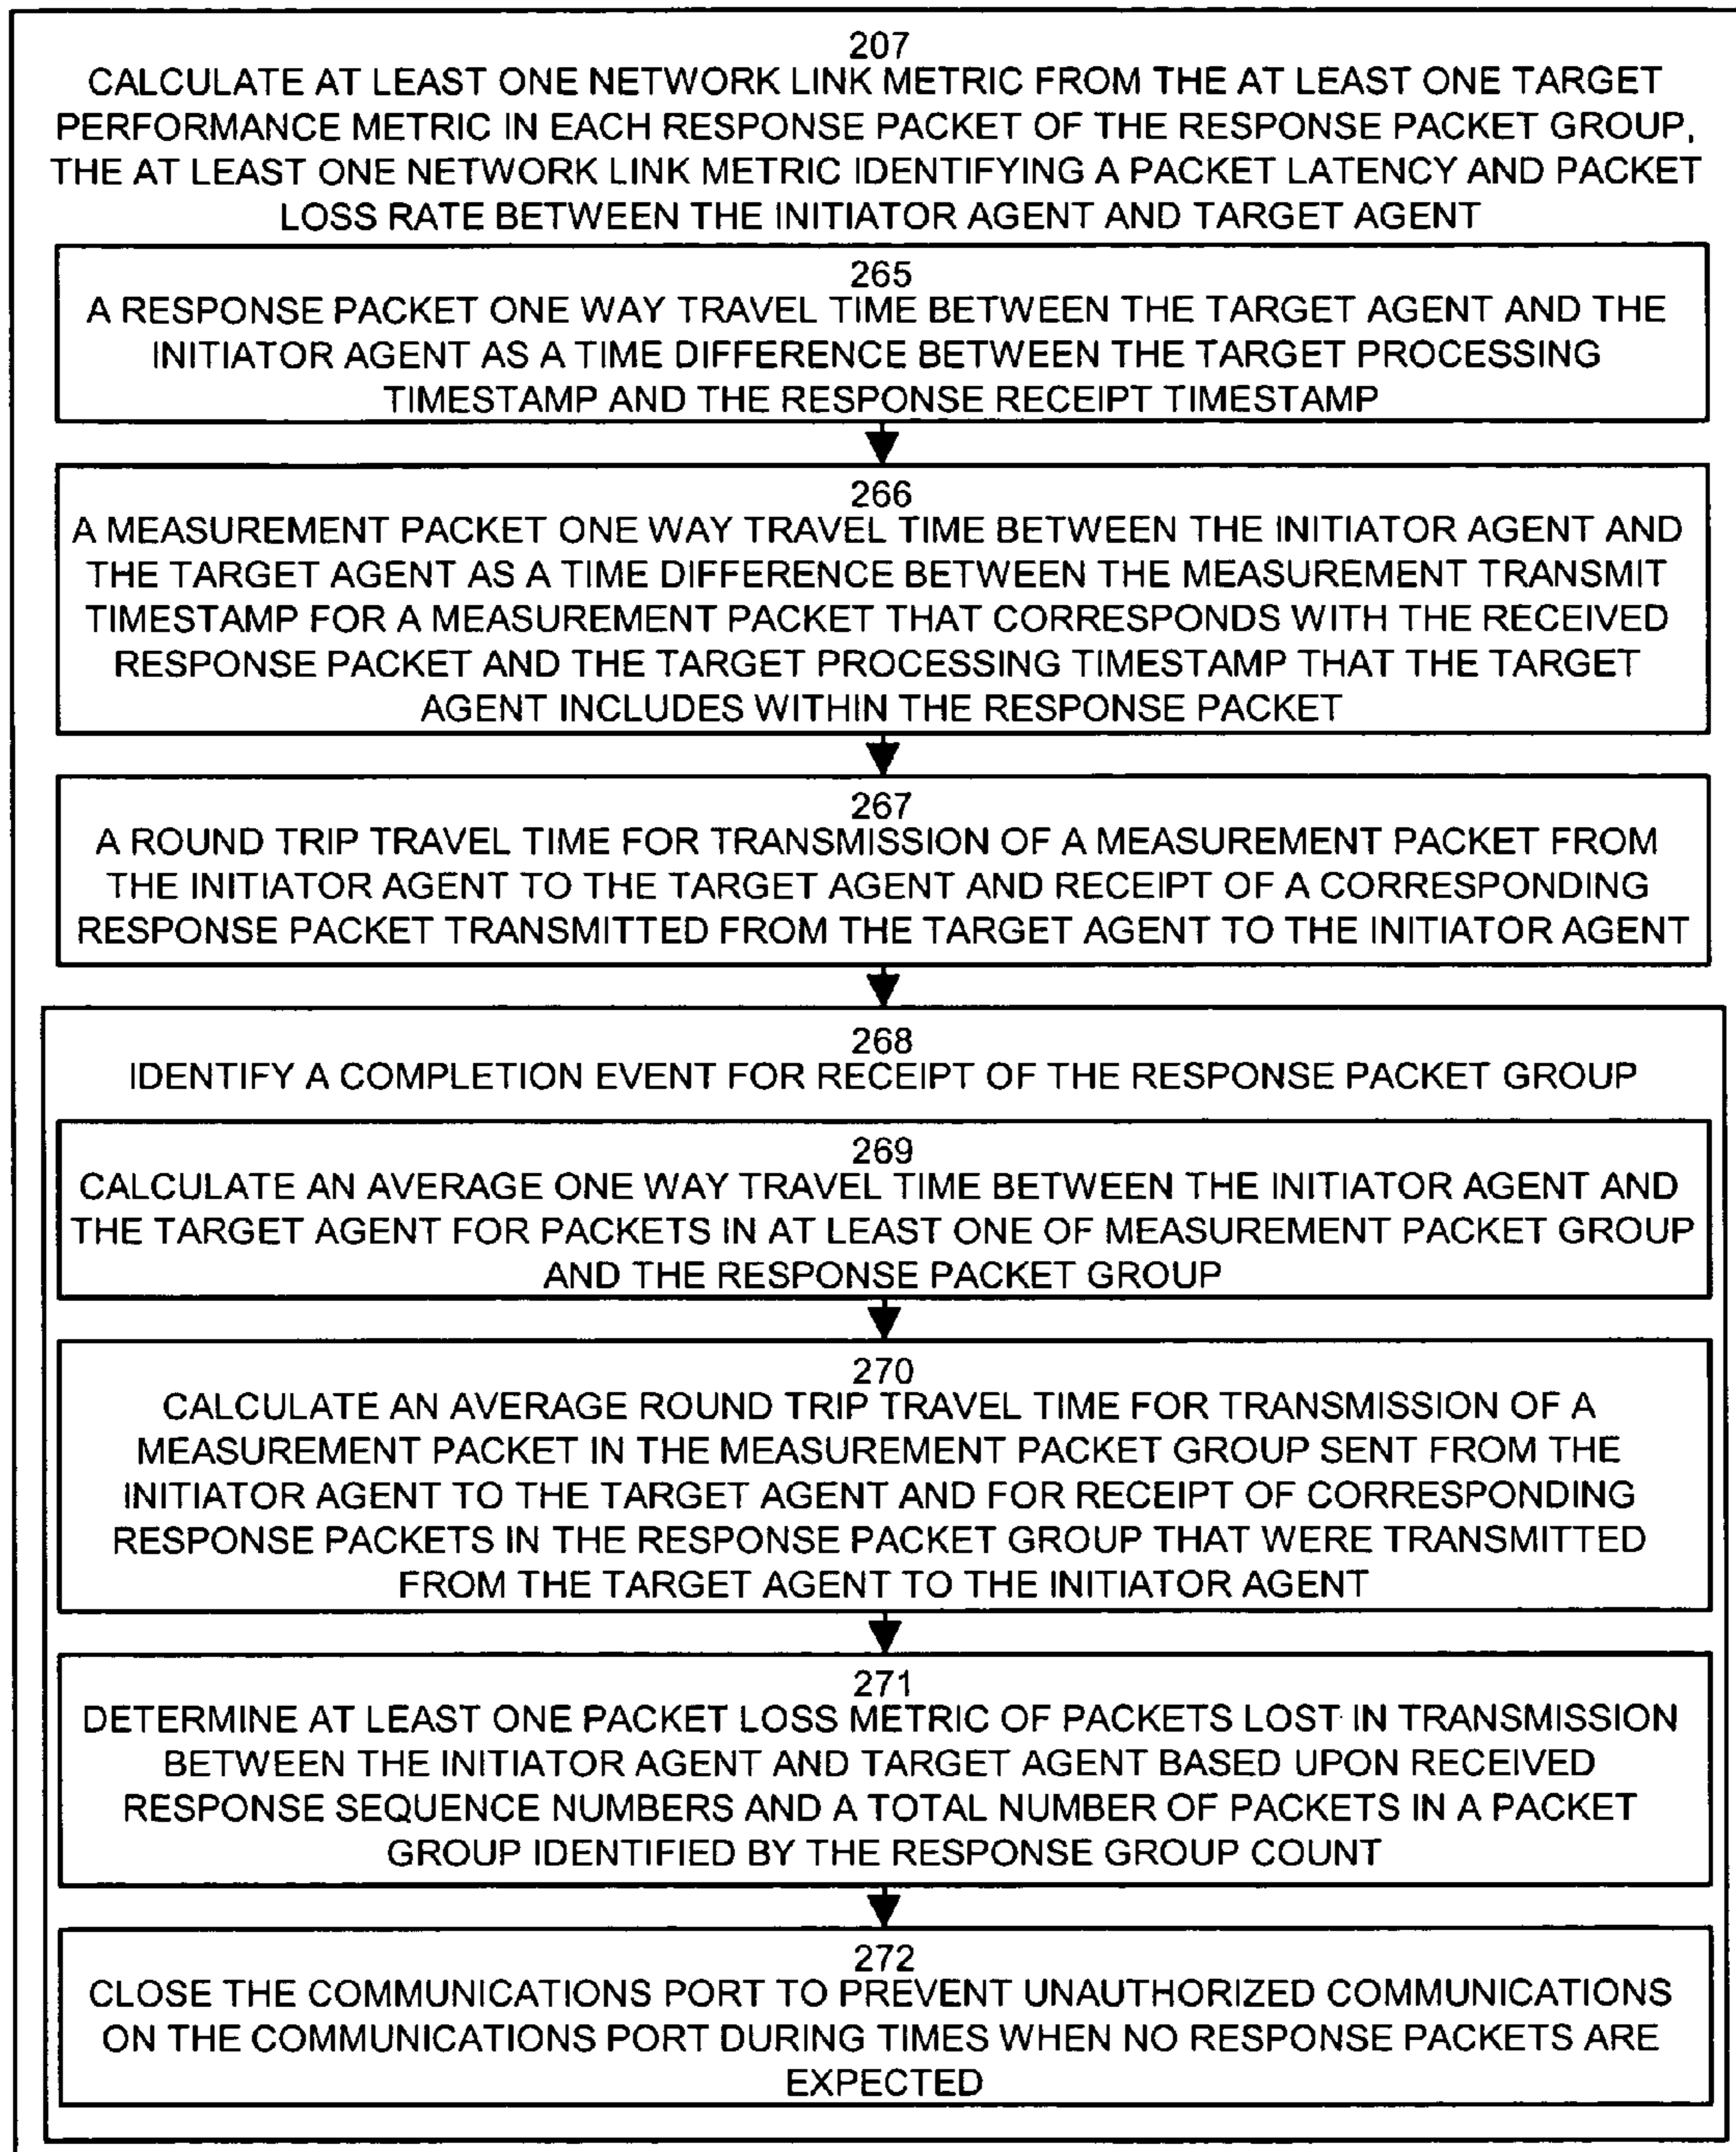 207
CALCULATE AT LEAST ONE NETWORK LINK METRIC FROM THE AT LEAST ONE TARGET
PERFORMANCE METRIC IN EACH RESPONSE PACKET OF THE RESPONSE PACKET GROUP,
THE AT LEAST ONE NETWORK LINK METRIC IDENTIFYING A PACKET LATENCY AND PACKET
LOSS RATE BETWEEN THE INITIATOR AGENT AND TARGET AGENT
265
A RESPONSE PACKET ONE WAY TRAVEL TIME BETWEEN THE TARGET AGENT AND THE
INITIATOR AGENT AS A TIME DIFFERENCE BETWEEN THE TARGET PROCESSING
TIMESTAMP AND THE RESPONSE RECEIPT TIMESTAMP
266
A MEASUREMENT PACKET ONE WAY TRAVEL TIME BETWEEN THE INITIATOR AGENT AND
THE TARGET AGENT AS A TIME DIFFERENCE BETWEEN THE MEASUREMENT TRANSMIT
TIMESTAMP FOR A MEASUREMENT PACKET THAT CORRESPONDS WITH THE RECEIVED
RESPONSE PACKET AND THE TARGET PROCESSING TIMESTAMP THAT THE TARGET
AGENT INCLUDES WITHIN THE RESPONSE PACKET
267
A ROUND TRIP TRAVEL TIME FOR TRANSMISSION OF A MEASUREMENT PACKET FROM
THE INITIATOR AGENT TO THE TARGET AGENT AND RECEIPT OF A CORRESPONDING
RESPONSE PACKET TRANSMITTED FROM THE TARGET AGENT TO THE INITIATOR AGENT
268
IDENTIFY A COMPLETION EVENT FOR RECEIPT OF THE RESPONSE PACKET GROUP
269
CALCULATE AN AVERAGE ONE WAY TRAVEL TIME BETWEEN THE INITIATOR AGENT AND
THE TARGET AGENT FOR PACKETS IN AT LEAST ONE OF MEASUREMENT PACKET GROUP
AND THE RESPONSE PACKET GROUP
270
CALCULATE AN AVERAGE ROUND TRIP TRAVEL TIME FOR TRANSMISSION OF A
MEASUREMENT PACKET IN THE MEASUREMENT PACKET GROUP SENT FROM THE
INITIATOR AGENT TO THE TARGET AGENT AND FOR RECEIPT OF CORRESPONDING
RESPONSE PACKETS IN THE RESPONSE PACKET GROUP THAT WERE TRANSMITTED
FROM THE TARGET AGENT TO THE INITIATOR AGENT
271
DETERMINE AT LEAST ONE PACKET LOSS METRIC OF PACKETS LOST IN TRANSMISSION
BETWEEN THE INITIATOR AGENT AND TARGET AGENT BASED UPON RECEIVED
RESPONSE SEQUENCE NUMBERS AND A TOTAL NUMBER OF PACKETS IN A PACKET
GROUP IDENTIFIED BY THE RESPONSE GROUP COUNT
272
CLOSE THE COMMUNICATIONS PORT TO PREVENT UNAUTHORIZED COMMUNICATIONS
ON THE COMMUNICATIONS PORT DURING TIMES WHEN NO RESPONSE PACKETS ARE
EXPECTED